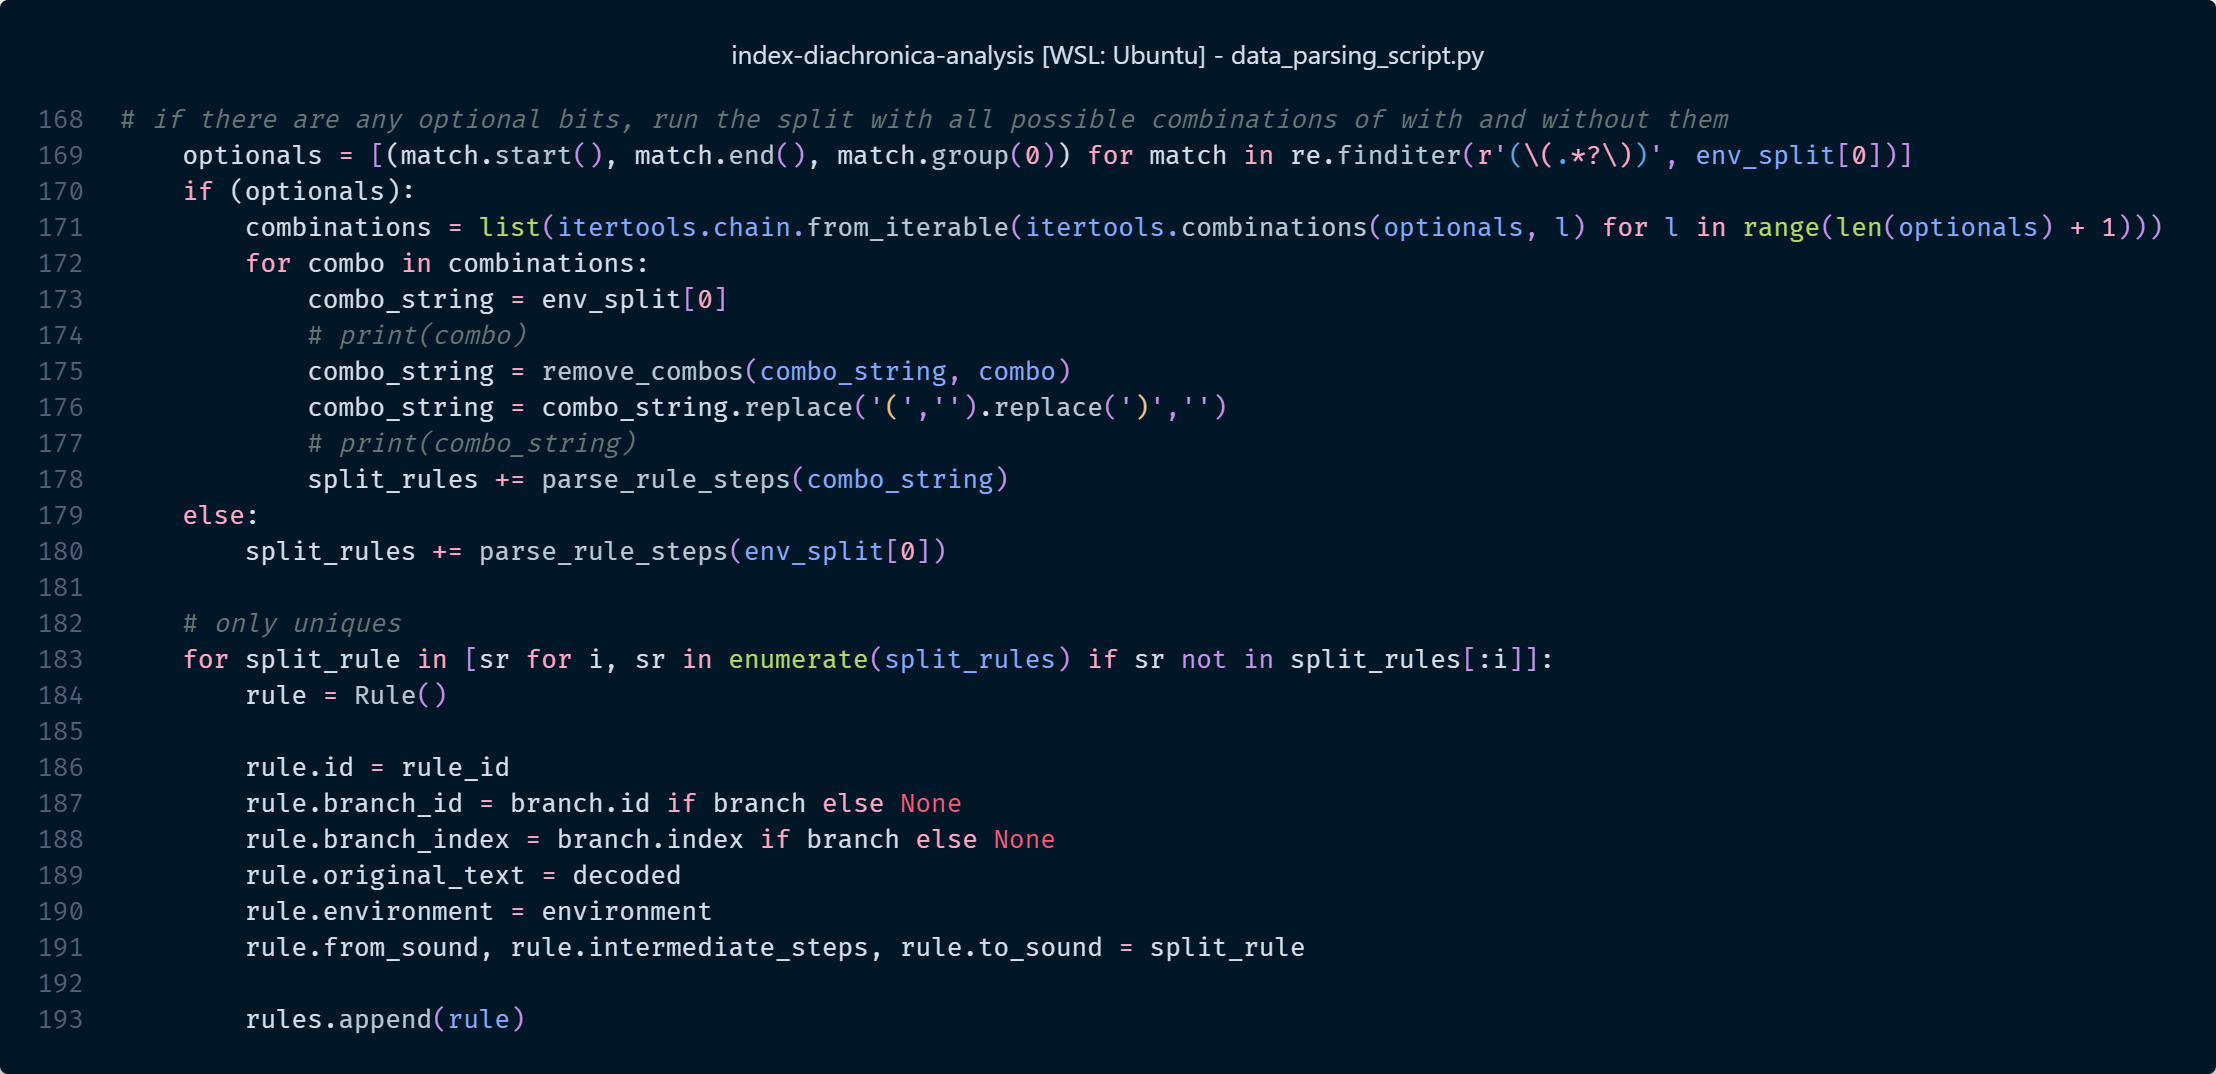 index-diachronica-analysis [WSL: Ubuntu] - data_parsing_script.py
168 # if there are any optional bits, run the split with all possible combinations of with and without them
169     optionals = [(match.start(), match.end(), match.group(0)) for match in re.finditer(r'(\(.*?\))', env_split[0])]
170     if (optionals):
171         combinations = list(itertools.chain.from_iterable(itertools.combinations(optionals, l) for l in range(len(optionals) + 1)))
172         for combo in combinations:
173             combo_string = env_split[0]
174             # print(combo)
175             combo_string = remove_combos(combo_string, combo)
176             combo_string = combo_string.replace('(','').replace(')','')
177             # print(combo_string)
178             split_rules += parse_rule_steps(combo_string)
179     else:
180         split_rules += parse_rule_steps(env_split[0])
181
182     # only uniques
183     for split_rule in [sr for i, sr in enumerate(split_rules) if sr not in split_rules[:i]]:
184         rule = Rule()
185
186         rule.id = rule_id
187         rule.branch_id = branch.id if branch else None
188         rule.branch_index = branch.index if branch else None
189         rule.original_text = decoded
190         rule.environment = environment
191         rule.from_sound, rule.intermediate_steps, rule.to_sound = split_rule
192
193         rules.append(rule)